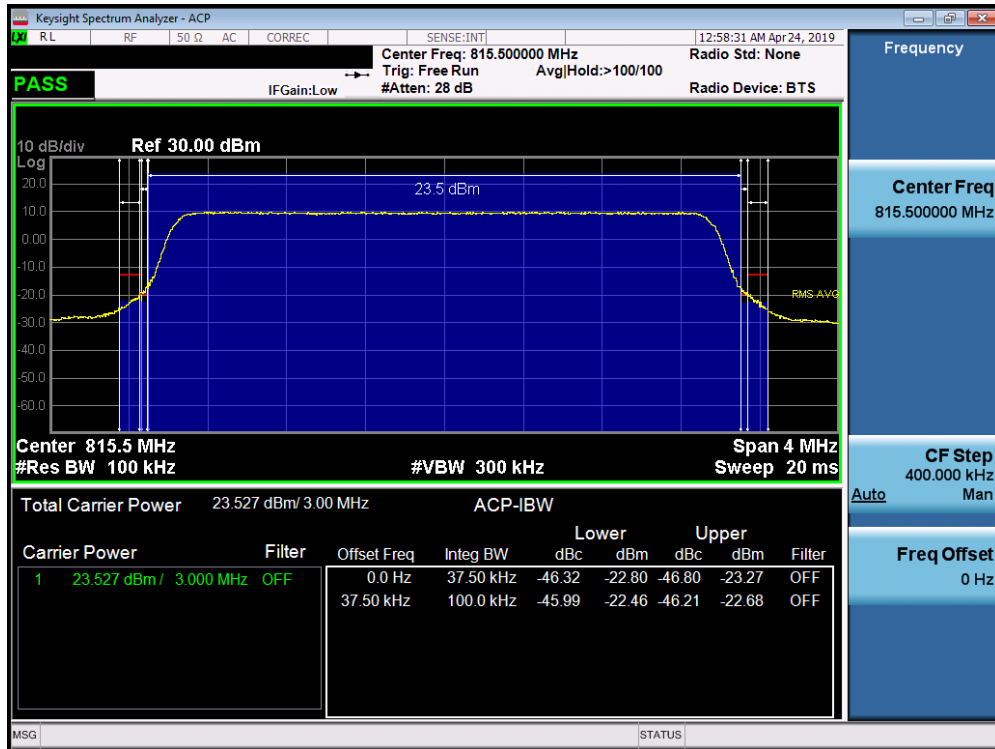 Keysight Spectrum Analyzer - ACP
LXI RL RF 50 Ω AC CORREC SENSE:INT 12:58:31 AM Apr 24, 2019
Center Freq: 815.500000 MHz Radio Std: None
Trig: Free Run Avg|Hold:>100/100
PASS IFGain:Low #Atten: 28 dB Radio Device: BTS
10 dB/div Ref 30.00 dBm
Log
20.0
10.0
0.00
-10.0
-20.0
-30.0
-40.0
-50.0
-60.0
23.5 dBm
RMS AVG
Center 815.5 MHz Span 4 MHz
#Res BW 100 kHz #VBW 300 kHz Sweep 20 ms
Total Carrier Power 23.527 dBm/ 3.00 MHz ACP-IBW
Lower Upper
Carrier Power Filter Offset Freq Integ BW dBc dBm dBc dBm Filter
1 23.527 dBm / 3.000 MHz OFF 0.0 Hz 37.50 kHz -46.32 -22.80 -46.80 -23.27 OFF
37.50 kHz 100.0 kHz -45.99 -22.46 -46.21 -22.68 OFF
MSG STATUS
Frequency
Center Freq
815.500000 MHz
CF Step
400.000 kHz
Auto Man
Freq Offset
0 Hz